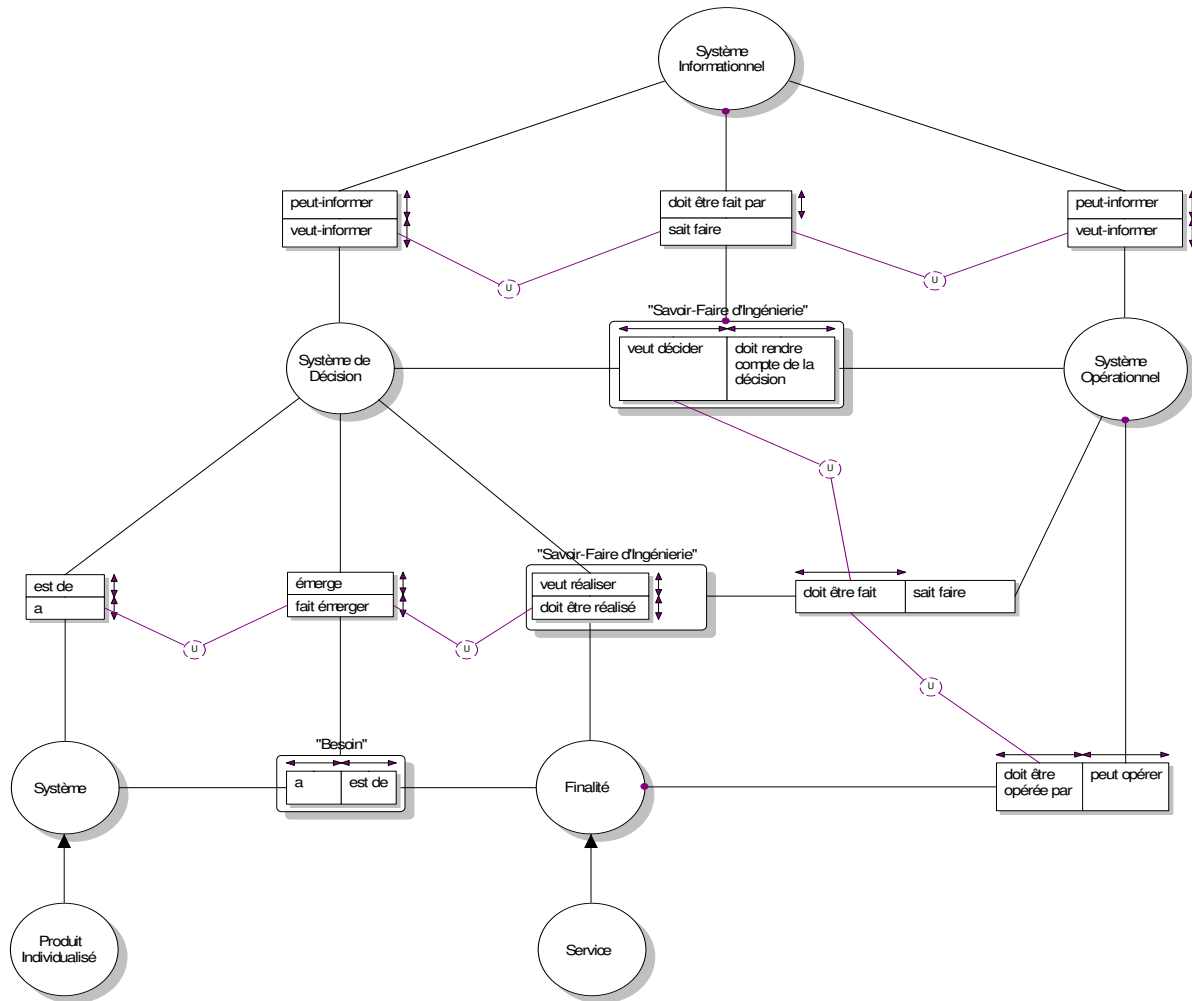 Système
Informationnel
peut-informer
veut-informer
doit être fait par
sait faire
peut-informer
veut-informer
U
U
"Savoir-Faire d'Ingénierie"
Système de
Décision
veut décider
doit rendre
compte de la
décision
Système
Opérationnel
U
"Savoir-Faire d'Ingénierie"
est de
a
émerge
fait émerger
veut réaliser
doit être réalisé
doit être fait
sait faire
U
U
U
"Besoin"
Système
a
est de
Finalité
doit être
opérée par
peut opérer
Produit
Individualisé
Service